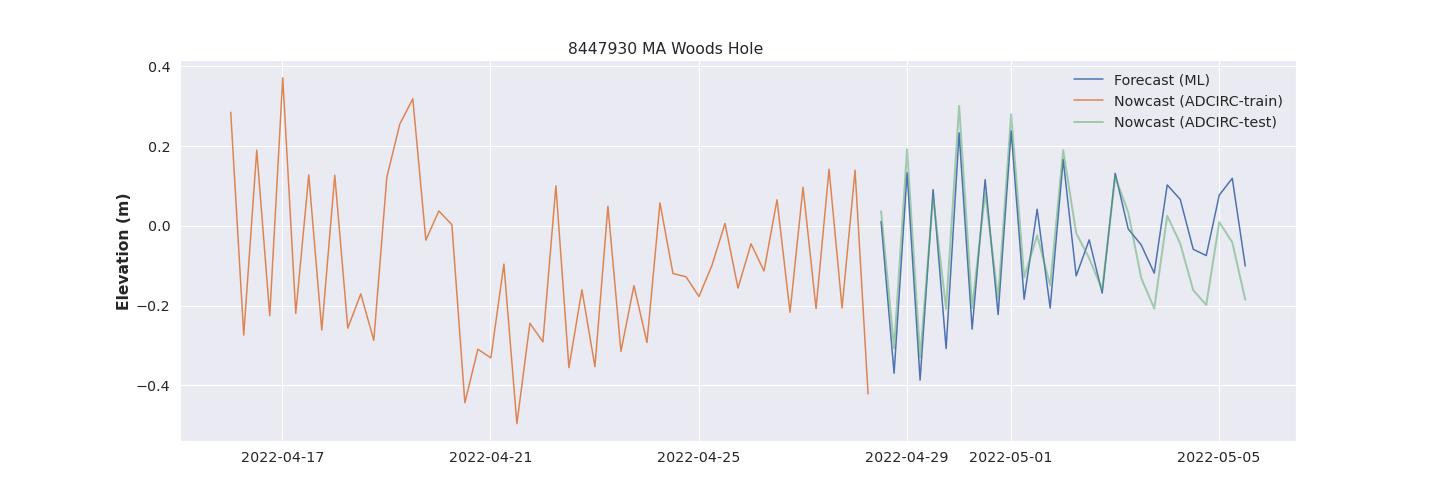 8447930 MA Woods Hole
Forecast (ML)
Nowcast (ADCIRC-train)
Nowcast (ADCIRC-test)
Elevation (m)
0.4
0.2
0.0
−0.2
−0.4
2022-04-17 2022-04-21 2022-04-25 2022-04-29 2022-05-01 2022-05-05